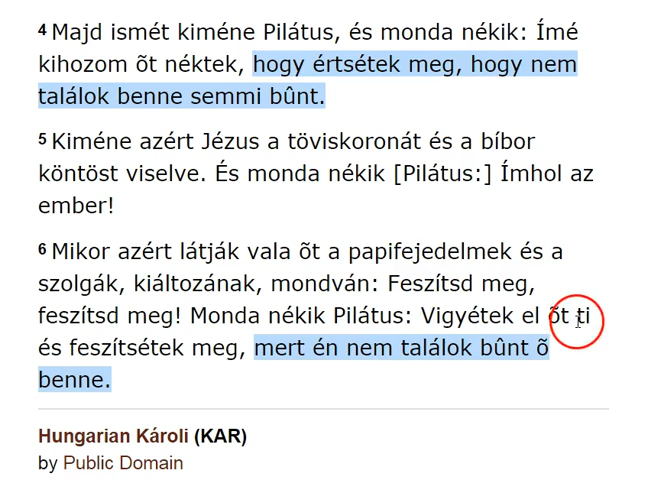 4 Majd ismét kiméne Pilátus, és monda nékik: Ímé
kihozom õt néktek, hogy értsétek meg, hogy nem
találok benne semmi bûnt.
5 Kiméne azért Jézus a töviskoronát és a bíbor
köntöst viselve. És monda nékik [Pilátus:] Ímhol az
ember!
6 Mikor azért látják vala õt a papifejedelmek és a
szolgák, kiáltozának, mondván: Feszítsd meg,
feszítsd meg! Monda nékik Pilátus: Vigyétek el õt ti
és feszítsétek meg, mert én nem találok bûnt õ
benne.
Hungarian Károli (KAR)
by Public Domain